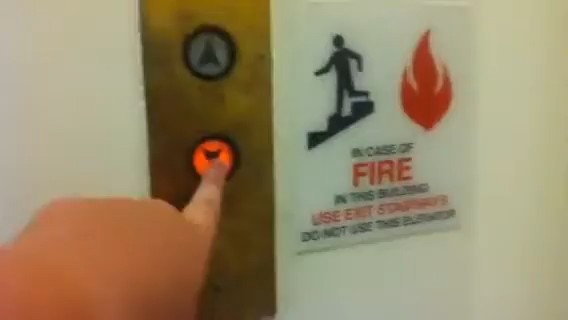 IN CASE OF
FIRE
IN THIS BUILDING
USE EXIT STAIRWAYS
DO NOT USE THIS ELEVATOR